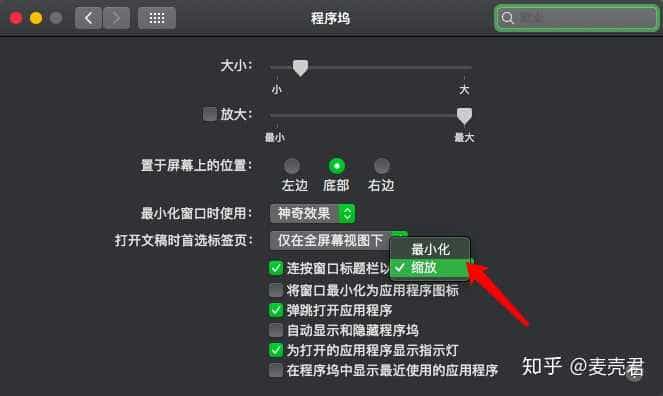 程序坞
搜索
大小：
小 大
放大：
最小 最大
置于屏幕上的位置：
左边 底部 右边
最小化窗口时使用： 神奇效果
打开文稿时首选标签页： 仅在全屏幕视图下
最小化
连按窗口标题栏以 ✓ 缩放
将窗口最小化为应用程序图标
弹跳打开应用程序
自动显示和隐藏程序坞
为打开的应用程序显示指示灯
在程序坞中显示最近使用的应用程序
知乎 @麦壳君